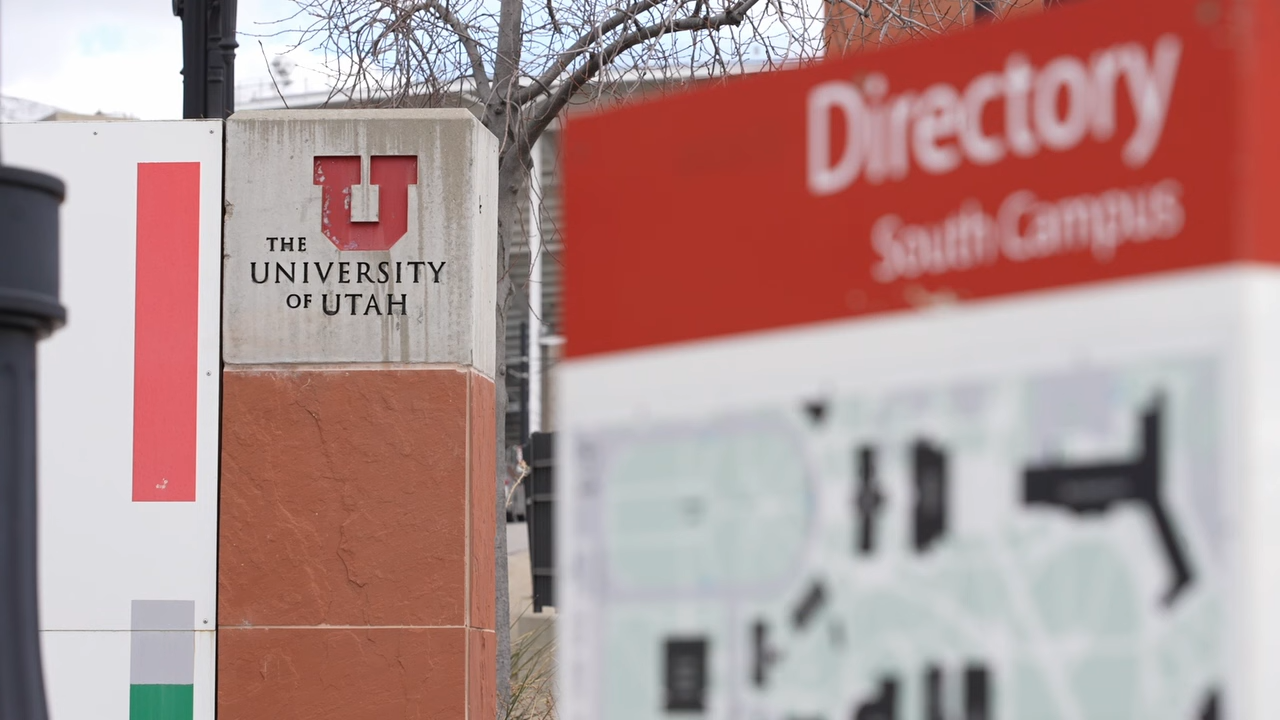 U
THE
UNIVERSITY
OF UTAH
Directory
South Campus